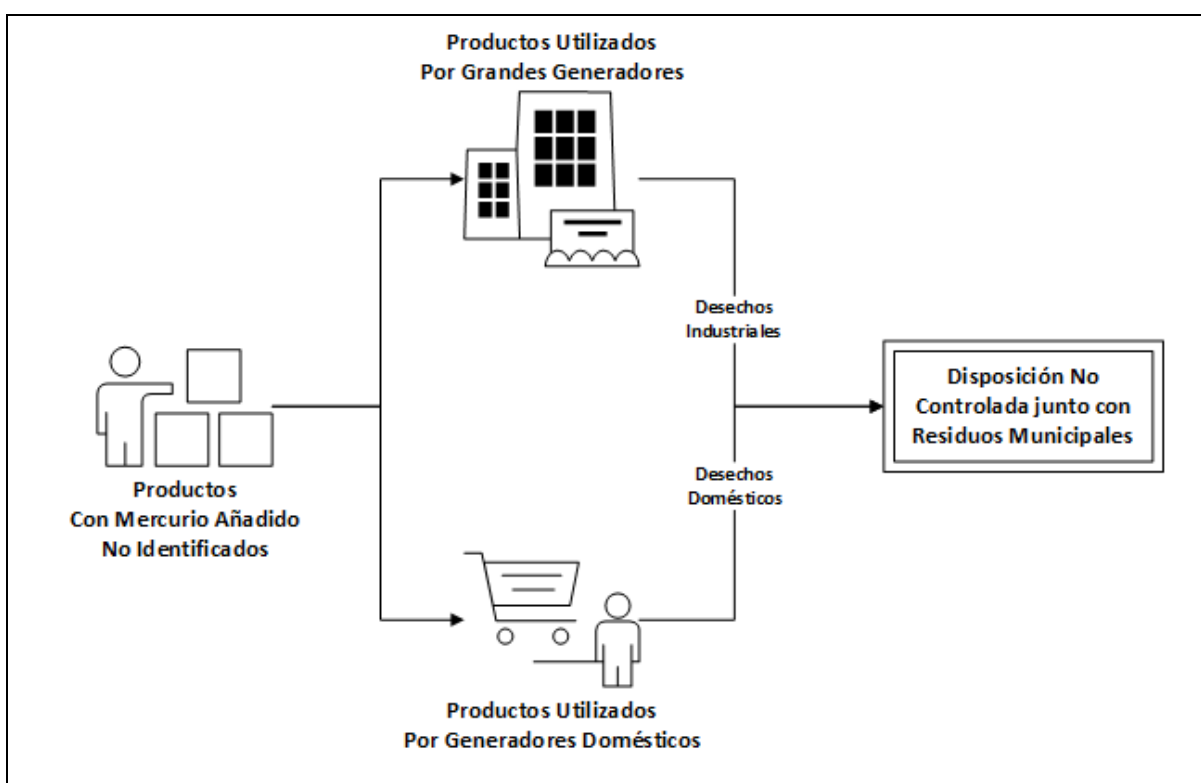 Productos Utilizados
Por Grandes Generadores
Desechos
Industriales
Disposición No
Controlada junto con
Residuos Municipales
Desechos
Domésticos
Productos
Con Mercurio Añadido
No Identificados
Productos Utilizados
Por Generadores Domésticos